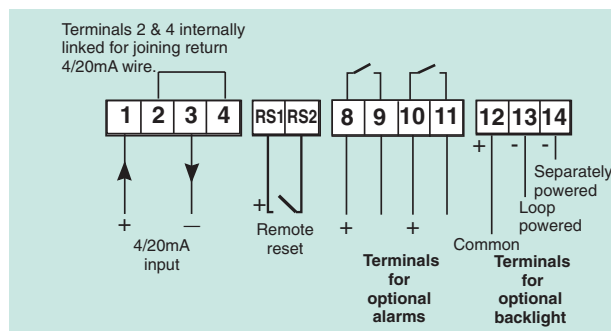 Terminals 2 & 4 internally
linked for joining return
4/20mA wire.
1 2 3 4
RS1 RS2
8 9 10 11
12 13 14
+ - -
Separately
powered
Loop
powered
+
+ —
4/20mA
input
Remote
reset
+ +
Common
Terminals
for
optional
alarms
Terminals
for
optional
backlight